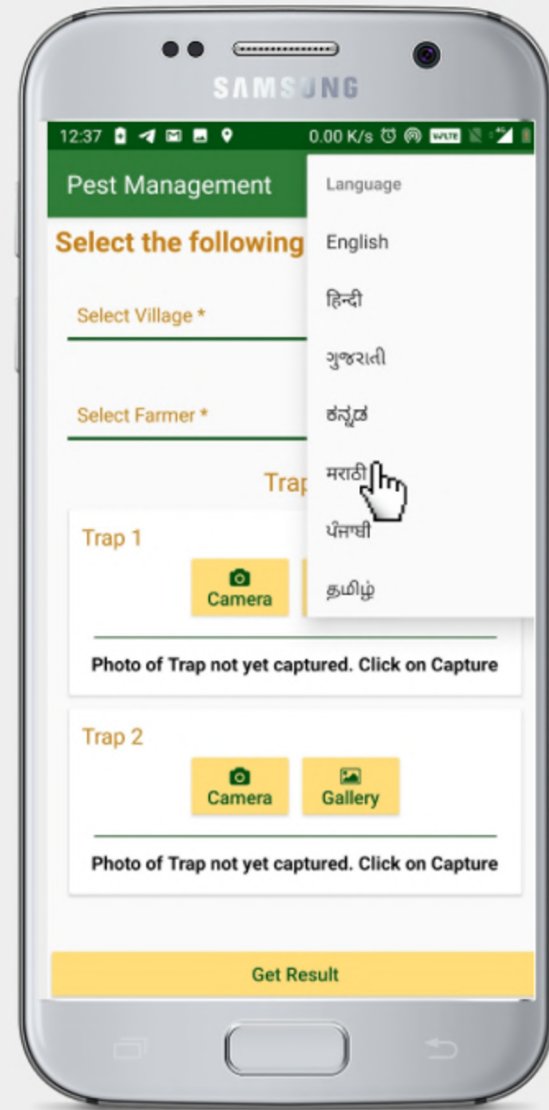 SAMSUNG
12:37
0.00 K/s
4G
Pest Management
Language
English
हिन्दी
ગુજરાતી
ಕನ್ನಡ
मराठी
ਪੰਜਾਬੀ
தமிழ்
Select the following
Select Village *
Select Farmer *
Trap
Trap 1
Camera
Photo of Trap not yet captured. Click on Capture
Trap 2
Camera
Gallery
Photo of Trap not yet captured. Click on Capture
Get Result